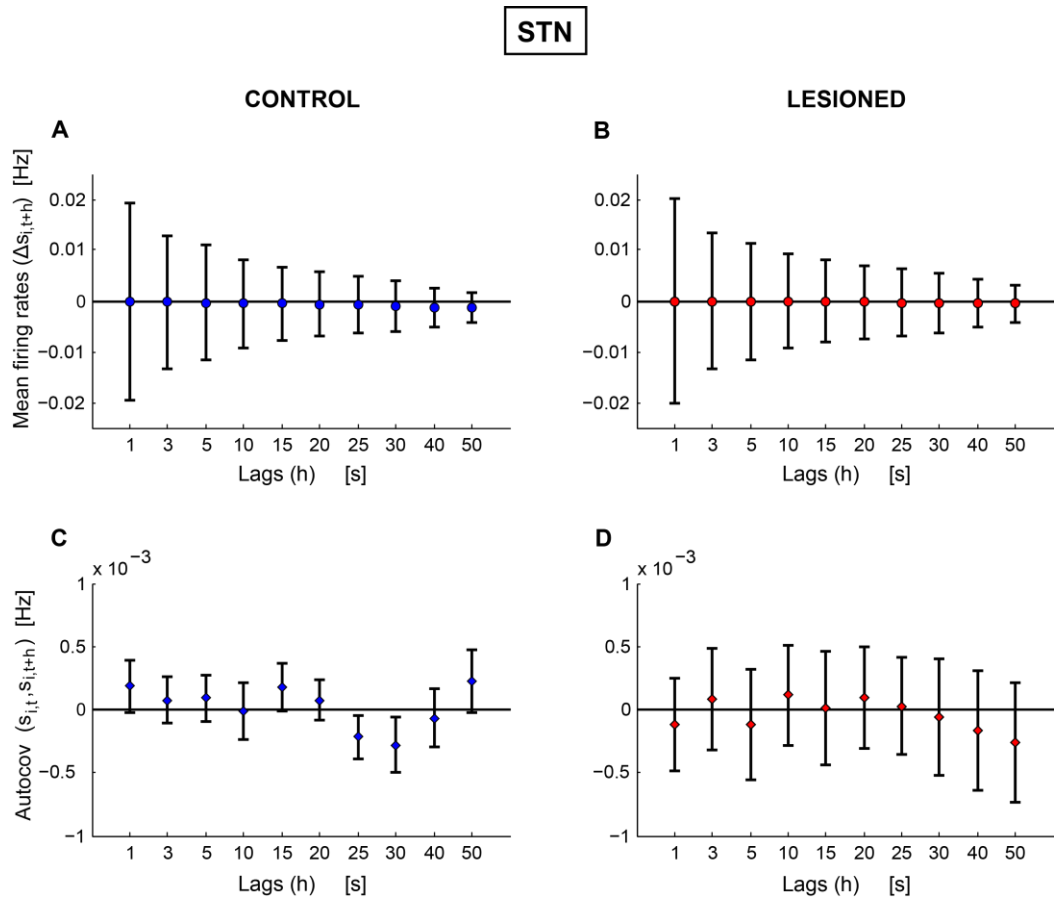 STN
CONTROL
LESIONED
A
Mean firing rates (Δs_{i,t+h}) [Hz]
0.02
0.01
0
−0.01
−0.02
1 3 5 10 15 20 25 30 40 50
Lags (h) [s]
B
0.02
0.01
0
−0.01
−0.02
1 3 5 10 15 20 25 30 40 50
Lags (h) [s]
C
x 10^{−3}
Autocov (s_{i,t},s_{i,t+h}) [Hz]
1
0.5
0
−0.5
−1
1 3 5 10 15 20 25 30 40 50
Lags (h) [s]
D
x 10^{−3}
1
0.5
0
−0.5
−1
1 3 5 10 15 20 25 30 40 50
Lags (h) [s]